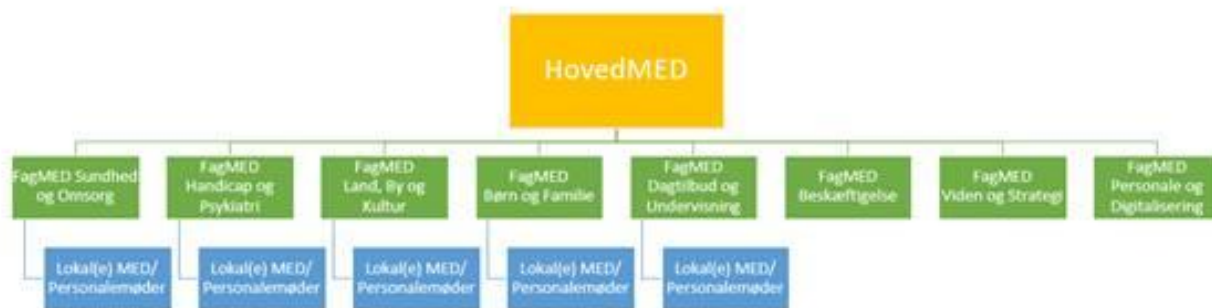 HovedMED
FagMED Sundhed
og Omsorg
FagMED
Handicap og
Psykiatri
FagMED
Land, By og
Kultur
FagMED
Børn og Familie
FagMED
Dagtilbud og
Undervisning
FagMED
Beskæftigelse
FagMED
Viden og Strategi
FagMED
Personale og
Digitalisering
Lokal(e) MED/
Personalemøder
Lokal(e) MED/
Personalemøder
Lokal(e) MED/
Personalemøder
Lokal(e) MED/
Personalemøder
Lokal(e) MED/
Personalemøder